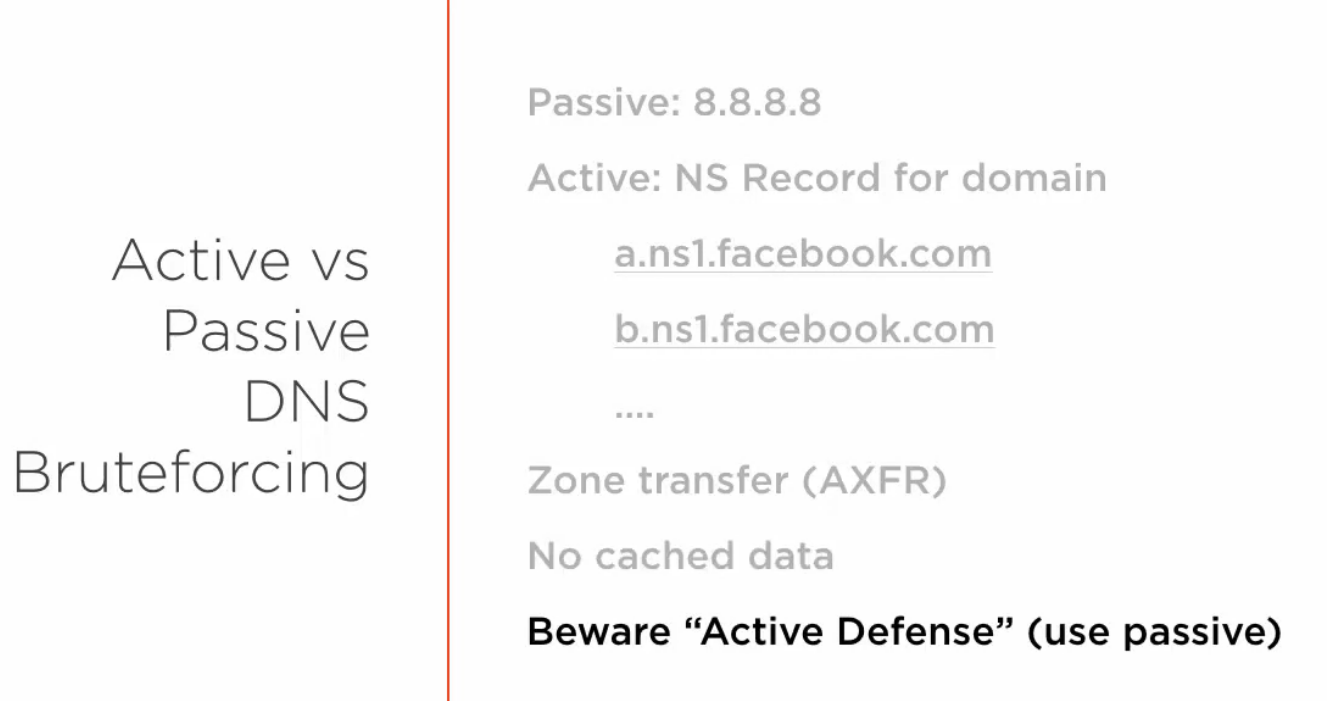 Active vs
Passive
DNS
Bruteforcing
Passive: 8.8.8.8
Active: NS Record for domain
a.ns1.facebook.com
b.ns1.facebook.com
....
Zone transfer (AXFR)
No cached data
Beware “Active Defense” (use passive)